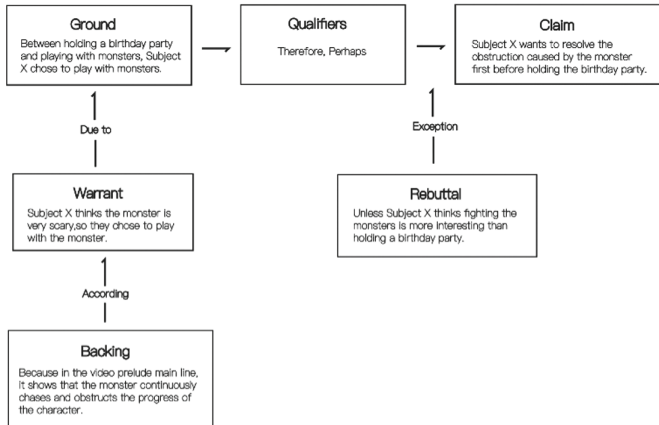 Ground
Between holding a birthday party
and playing with monsters, Subject
X chose to play with monsters.
Qualifiers
Therefore, Perhaps
Claim
Subject X wants to resolve the
obstruction caused by the monster
first before holding the birthday party.
Due to
Exception
Warrant
Subject X thinks the monster is
very scary,so they chose to play
with the monster.
Rebuttal
Unless Subject X thinks fighting the
monsters is more interesting than
holding a birthday party.
According
Backing
Because in the video prelude main line,
it shows that the monster continuously
chases and obstructs the progress of
the character.